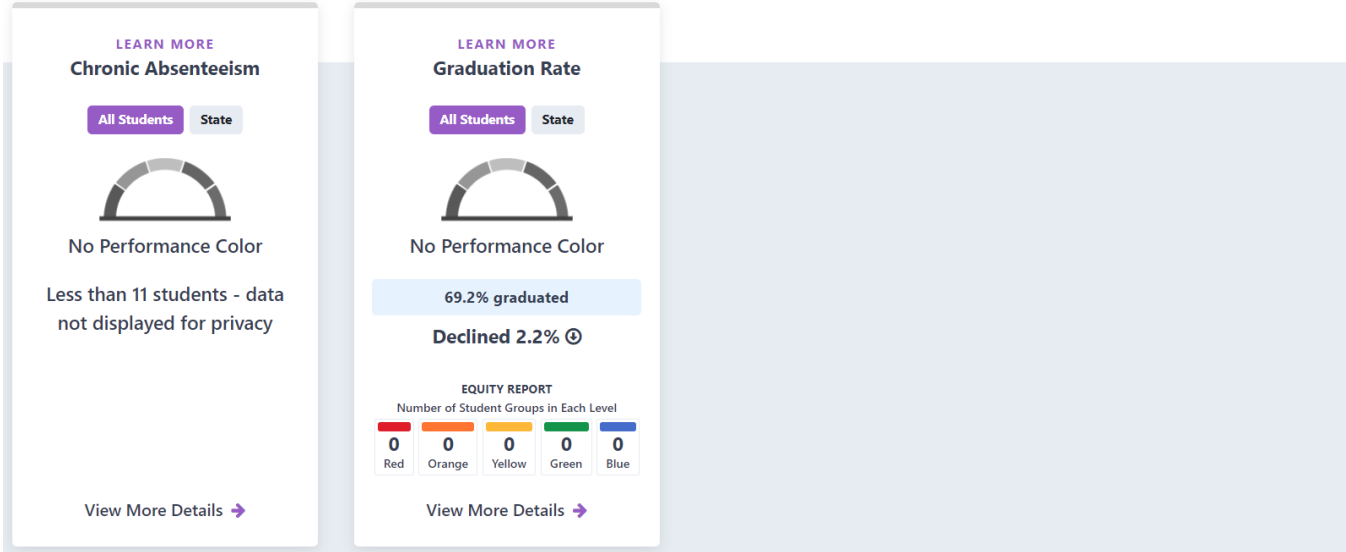 LEARN MORE
Chronic Absenteeism
All Students State
No Performance Color
Less than 11 students - data
not displayed for privacy
View More Details
LEARN MORE
Graduation Rate
All Students State
No Performance Color
69.2% graduated
Declined 2.2%
EQUITY REPORT
Number of Student Groups in Each Level
0 0 0 0 0
Red Orange Yellow Green Blue
View More Details